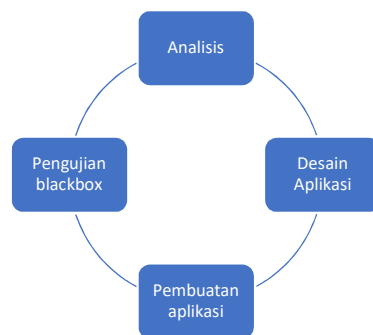 Analisis
Desain
Aplikasi
Pembuatan
aplikasi
Pengujian
blackbox